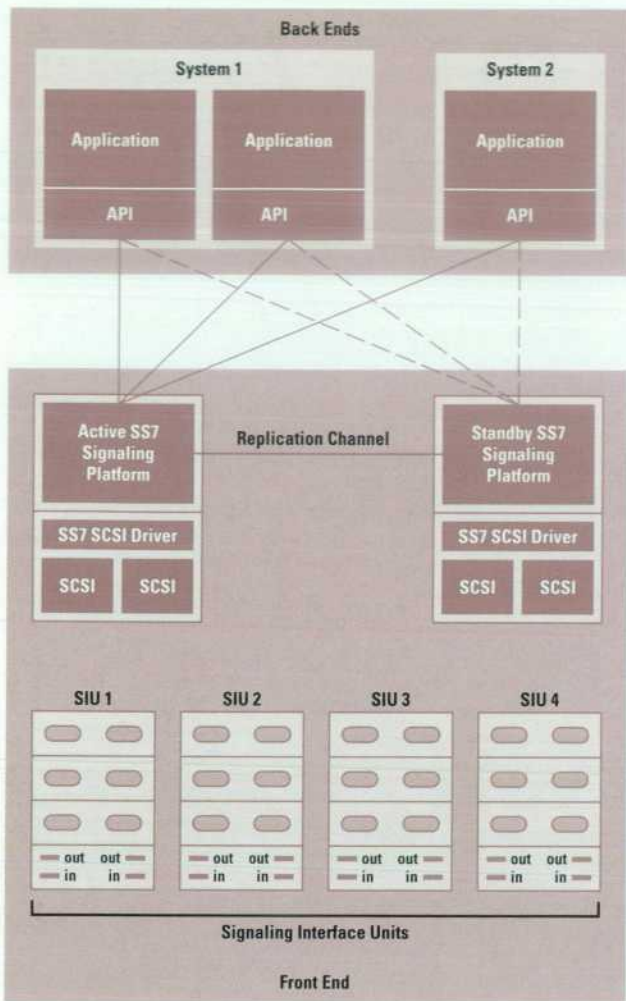 Back Ends
System 1
System 2
Application
Application
Application
API
API
API
Active SS7
Signaling
Platform
Replication Channel
Standby SS7
Signaling
Platform
SS7 SCSI Driver
SS7 SCSI Driver
SCSI
SCSI
SCSI
SCSI
SIU 1
SIU 2
SIU 3
SIU 4
out out
in in
out out
in in
out out
in in
out out
in in
Signaling Interface Units
Front End